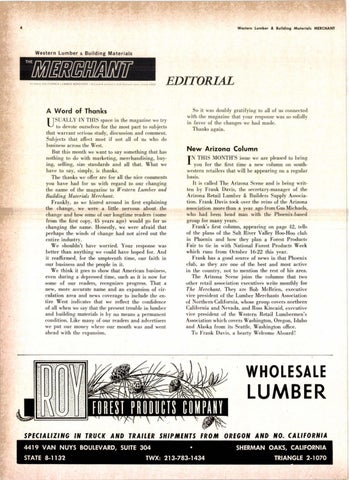 4
Western Lumber & Building Materials MERCHANT
Western Lumber & Building Materials
THE
MERCHANT
EDITORIAL
A Word of Thanks
USUALLY IN THIS space in the magazine we try
to devote ourselves for the most part to subjects
that warrant serious study, discussion and comment.
Subjects that affect most if not all of us who do
business across the West.
But this month we want to say something that has
nothing to do with marketing, merchandising, buy-
ing, selling, size standards and all that. What we
have to say, simply, is thanks.
The thanks we offer are for all the nice comments
you have had for us with regard to our changing
the name of the magazine to Western Lumber and
Building Materials Merchant.
Frankly, as we hinted around in first explaining
the change, we were a little nervous about the
change and how some of our longtime readers (some
from the first copy, 45 years ago) would go for us
changing the name. Honestly, we were afraid that
perhaps the winds of change had not aired out the
entire industry.
We shouldn't have worried. Your response was
better than anything we could have hoped for. And
it reaffirmed, for the umpteenth time, our faith in
our business and the people in it.
We think it goes to show that American business,
even during a depressed time, such as it is now for
some of our readers, recognizes progress. That a
new, more accurate name and an expansion of cir-
culation area and news coverage to include the en-
tire West indicates that we reflect the confidence
of all when we say that the present trouble in lumber
and building materials is by no means a permanent
condition. Like many of our readers and advertisers
we put our money where our mouth was and went
ahead with the expansion.
So it was doubly gratifying to all of us connected
with the magazine that your response was so solidly
in favor of the changes we had made.
Thanks again.
New Arizona Column
IN THIS MONTH'S issue we are pleased to bring
you for the first time a new column on south-
western retailers that will be appearing on a regular
basis.
It is called The Arizona Scene and is being writ-
ten by Frank Davis, the secretary-manager of the
Arizona Retail Lumber & Builders Supply Associa-
tion. Frank Davis took over the reins of the Arizona
association more than a year ago from Gus Michaels,
who had been head man with the Phoenix-based
group for many years.
Frank's first column, appearing on page 42, tells
of the plans of the Salt River Valley Hoo-Hoo club
in Phoenix and how they plan a Forest Products
Fair to tie in with National Forest Products Week
which runs from October 16-22 this year.
Frank has a good source of news in that Phoenix
club, as they are one of the best and most active
in the country, not to mention the rest of his area.
The Arizona Scene joins the columns that two
other retail association executives write monthly for
The Merchant. They are Bob McBrien, executive
vice president of the Lumber Merchants Association
of Northern California, whose group covers northern
California and Nevada, and Ross Kincaid, executive
vice president of the Western Retail Lumbermen's
Association which covers Washington, Oregon, Idaho
and Alaska from its Seattle, Washington office.
To Frank Davis, a hearty Welcome Aboard!
ROY
FOREST PRODUCTS COMPANY
WHOLESALE
LUMBER
SPECIALIZING IN TRUCK AND TRAILER SHIPMENTS FROM OREGON AND NO. CALIFORNIA
4419 VAN NUYS BOULEVARD, SUITE 304 • SHERMAN OAKS, CALIFORNIA
STATE 8-1132 TWX: 213-783-1434 TRIANGLE 2-1070